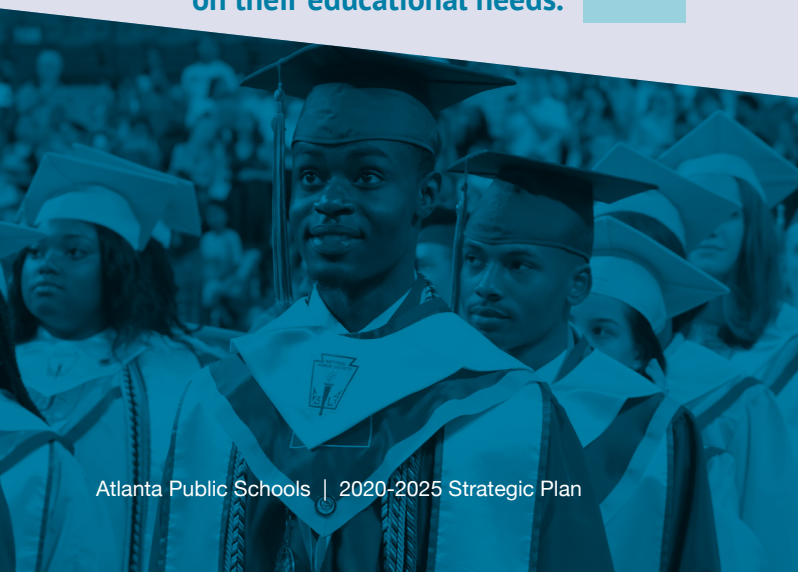 on their educational needs.
Atlanta Public Schools | 2020-2025 Strategic Plan